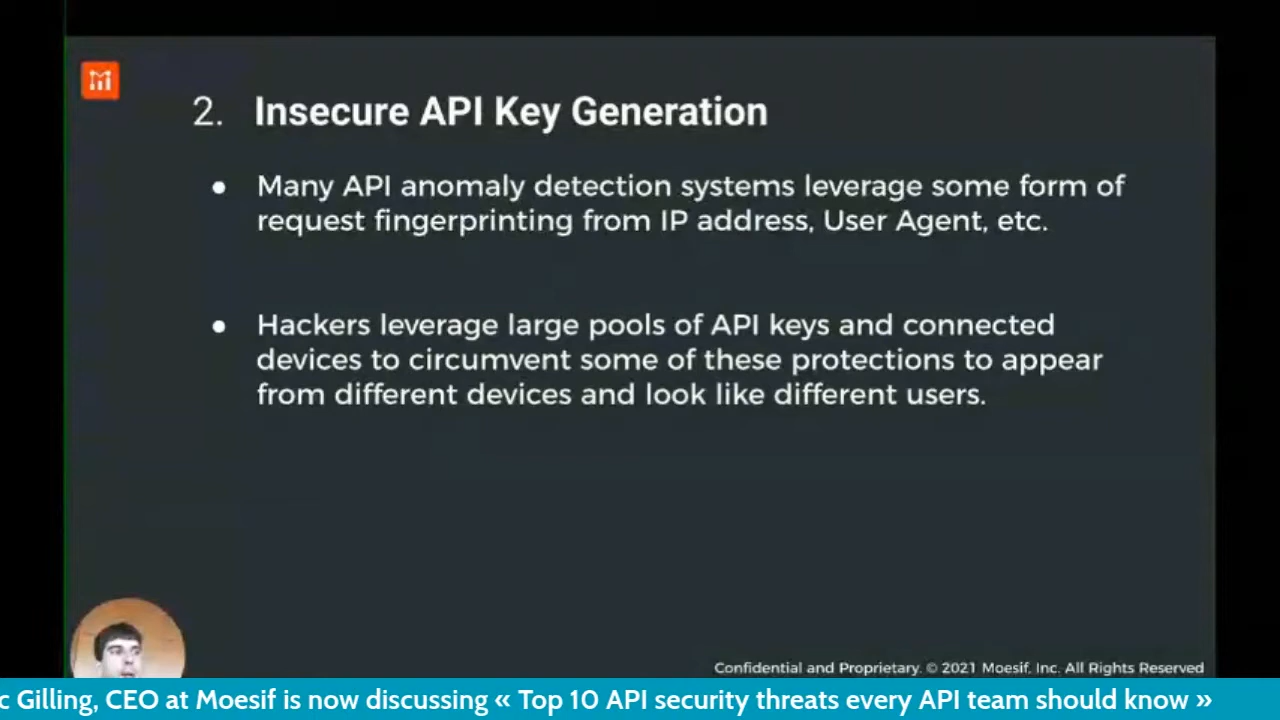 2. Insecure API Key Generation
● Many API anomaly detection systems leverage some form of
request fingerprinting from IP address, User Agent, etc.
● Hackers leverage large pools of API keys and connected
devices to circumvent some of these protections to appear
from different devices and look like different users.
Confidential and Proprietary. © 2021 Moesif, Inc. All Rights Reserved
c Gilling, CEO at Moesif is now discussing « Top 10 API security threats every API team should know »